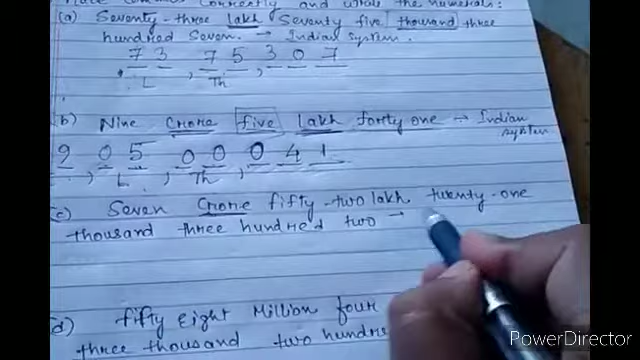 Place commas correctly and write the numerals:
(a) Seventy-three lakh Seventy five thousand three
hundred Seven. → Indian system.
7 3 , 7 5 , 3 0 7
L Th
b) Nine Crore five lakh forty one → Indian
system
9 , 0 5 , 0 0 , 0 4 1
L Th
(c) Seven Crore fifty-two lakh twenty-one
thousand three hundred two →
d) fifty Eight Million four
three thousand two hundre
PowerDirector